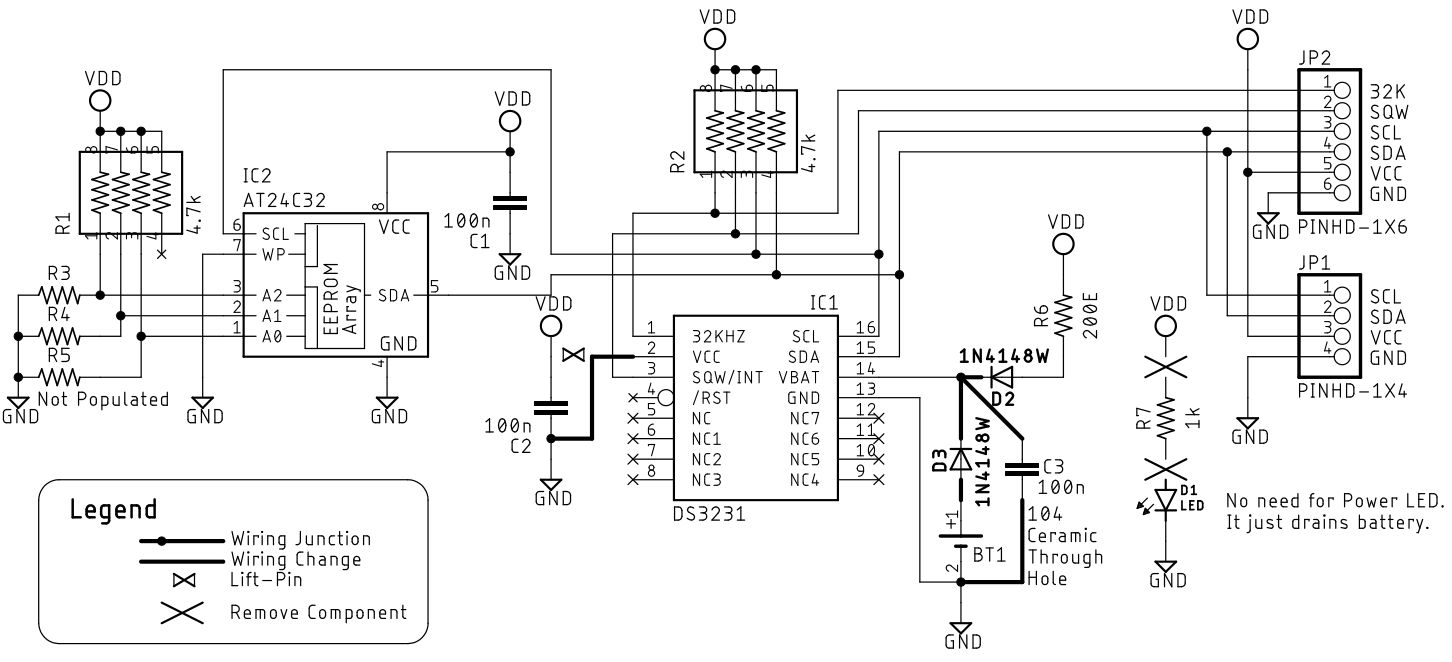 VDD
VDD
VDD
VDD
8 7 6 5
R1
4.7k
1 2 3 4
8 7 6 5
R2
4.7k
1 2 3 4
JP2
1 32K
2 SQW
3 SCL
4 SDA
5 VCC
6 GND
PINHD-1X6
GND
IC2
AT24C32
6 SCL
7 WP
3 A2
2 A1
1 A0
8
VCC
EEPROM
Array
SDA 5
GND
4
GND
100n
C1
GND
R3
R4
R5
GND
Not Populated
GND
VDD
100n
C2
GND
IC1
1 32KHZ
2 VCC
3 SQW/INT
4 /RST
5 NC
6 NC1
7 NC2
8 NC3
SCL 16
SDA 15
VBAT 14
GND 13
NC7 12
NC6 11
NC5 10
NC4 9
DS3231
VDD
R6
200E
1N4148W
D2
D3
1N4148W
C3
100n
104
Ceramic
Through
Hole
+1
BT1
2
GND
VDD
R7
1k
D1
LED
GND
JP1
1 SCL
2 SDA
3 VCC
4 GND
PINHD-1X4
GND
No need for Power LED.
It just drains battery.
Legend
Wiring Junction
Wiring Change
Lift-Pin
Remove Component